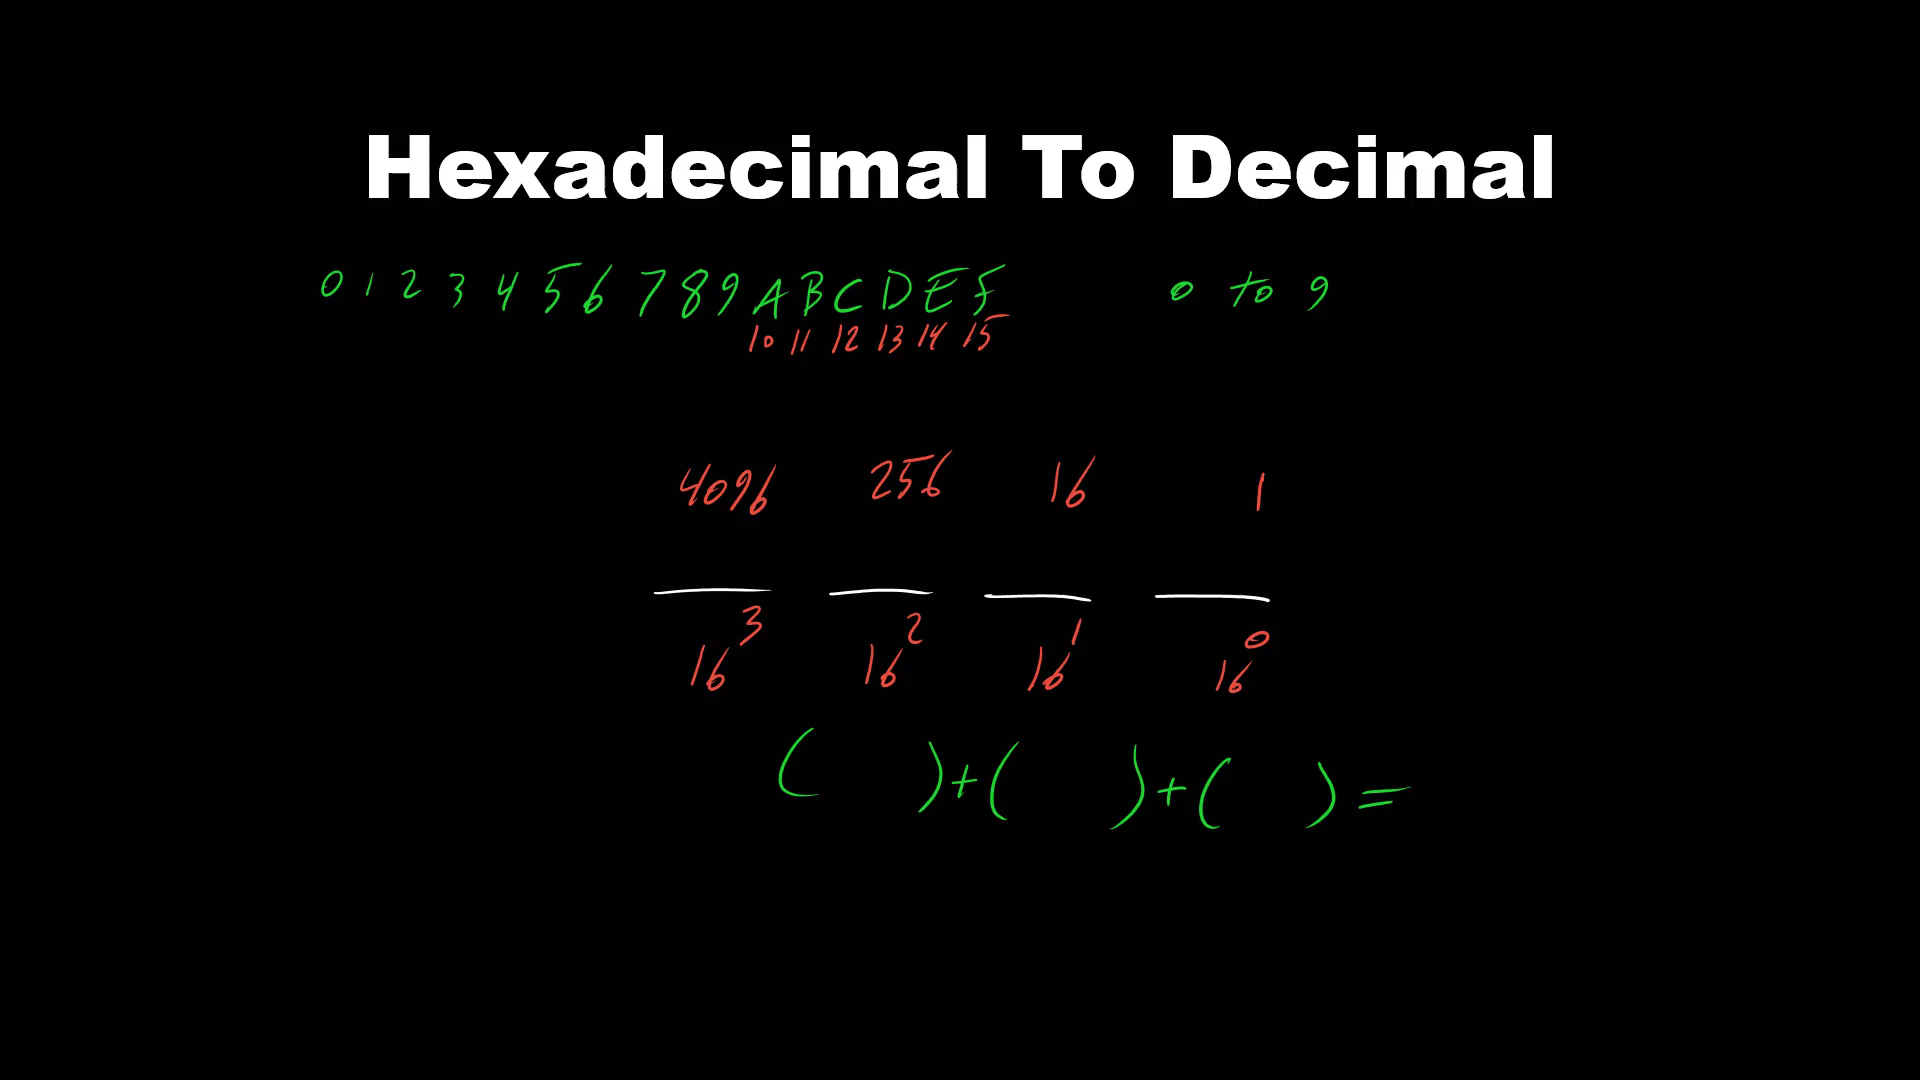 Hexadecimal To Decimal
0 1 2 3 4 5 6 7 8 9 A B C D E F 0 to 9
10 11 12 13 14 15
4096 256 16 1
16³ 16² 16¹ 16⁰
( )+( )+( )=